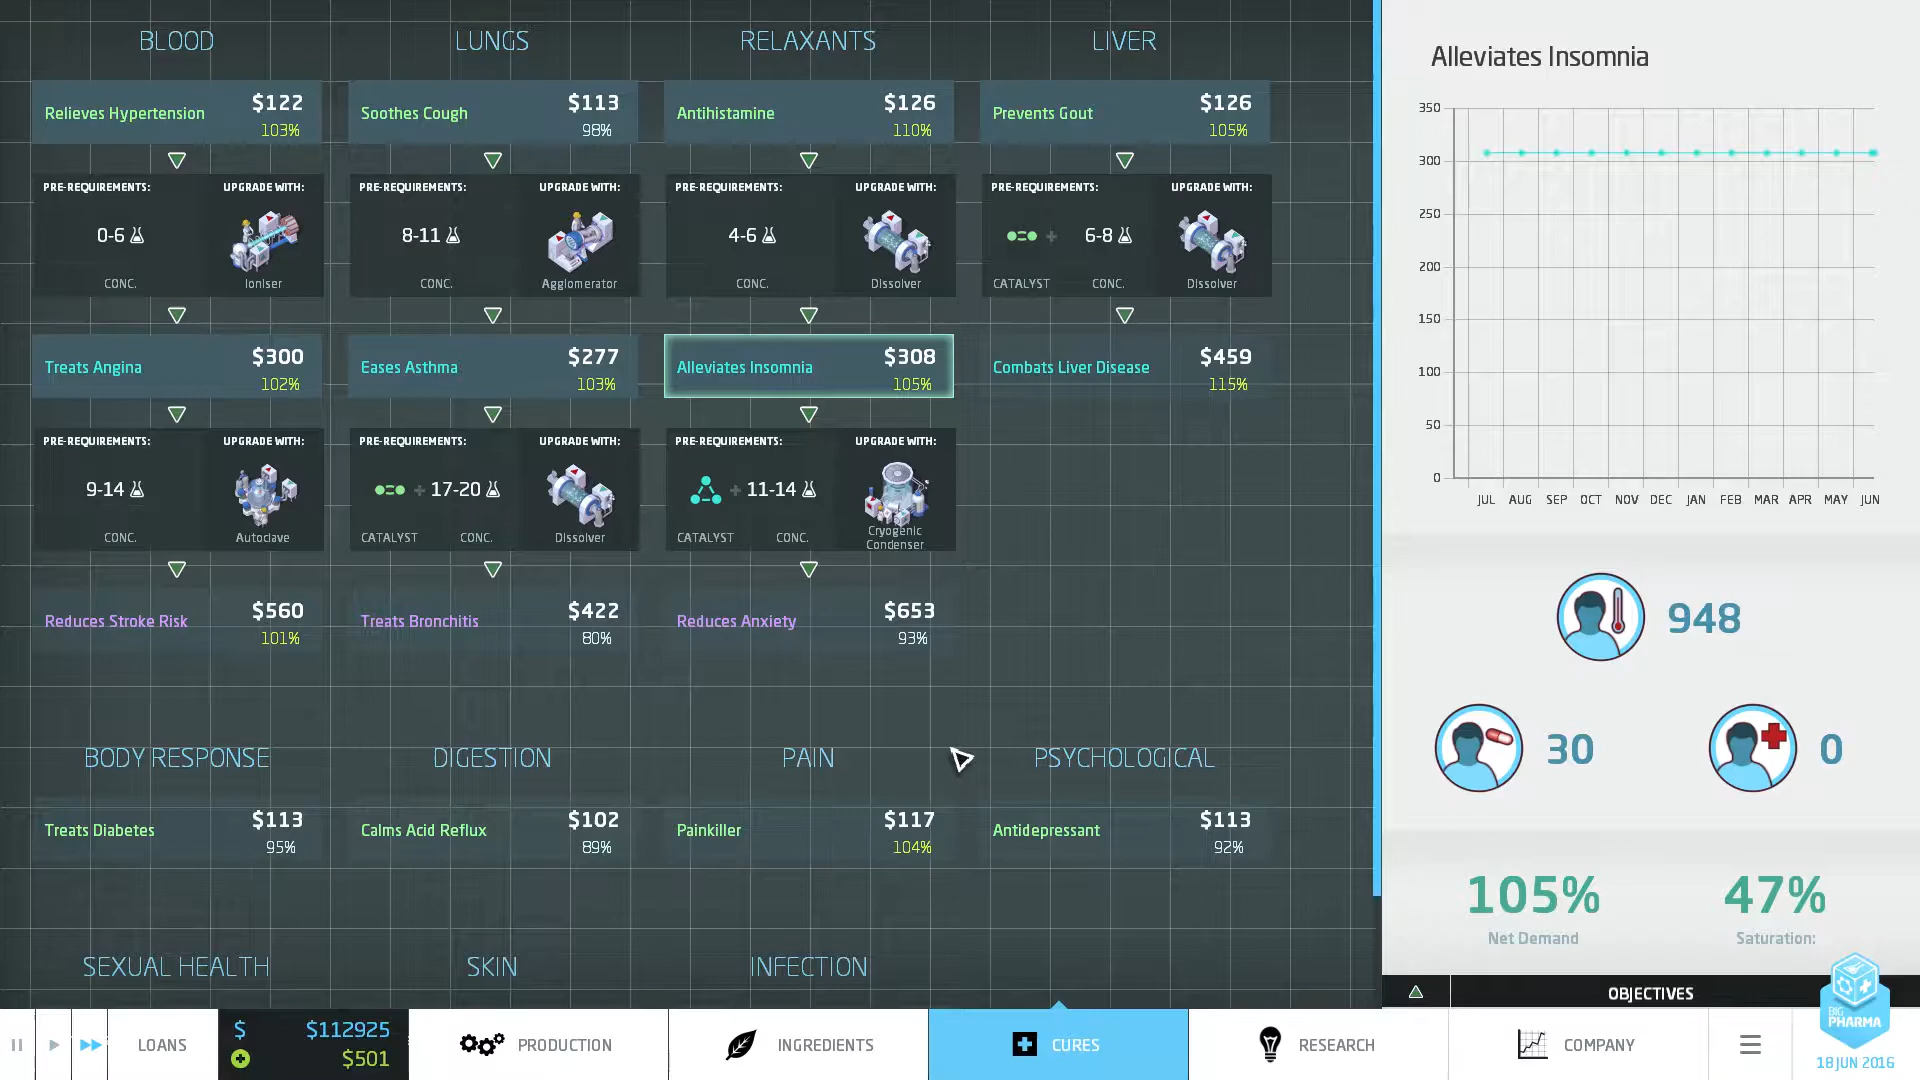 BLOOD LUNGS RELAXANTS LIVER
Relieves Hypertension $122 103%
Soothes Cough $113 98%
Antihistamine $126 110%
Prevents Gout $126 105%
PRE-REQUIREMENTS: UPGRADE WITH:
0-6
CONC. Ioniser
PRE-REQUIREMENTS: UPGRADE WITH:
8-11
CONC. Agglomerator
PRE-REQUIREMENTS: UPGRADE WITH:
4-6
CONC. Dissolver
PRE-REQUIREMENTS: UPGRADE WITH:
+ 6-8
CATALYST CONC. Dissolver
Treats Angina $300 102%
Eases Asthma $277 103%
Alleviates Insomnia $308 105%
Combats Liver Disease $459 115%
PRE-REQUIREMENTS: UPGRADE WITH:
9-14
CONC. Autoclave
PRE-REQUIREMENTS: UPGRADE WITH:
+ 17-20
CATALYST CONC. Dissolver
PRE-REQUIREMENTS: UPGRADE WITH:
+ 11-14
CATALYST CONC. Cryogenic Condenser
Reduces Stroke Risk $560 101%
Treats Bronchitis $422 80%
Reduces Anxiety $653 93%
BODY RESPONSE DIGESTION PAIN PSYCHOLOGICAL
Treats Diabetes $113 95%
Calms Acid Reflux $102 89%
Painkiller $117 104%
Antidepressant $113 92%
SEXUAL HEALTH SKIN INFECTION
Alleviates Insomnia
350
300
250
200
150
100
50
0
JUL AUG SEP OCT NOV DEC JAN FEB MAR APR MAY JUN
948
30 0
105% 47%
Net Demand Saturation:
OBJECTIVES
LOANS
$ $112925
$501
PRODUCTION INGREDIENTS CURES RESEARCH COMPANY
BIG
PHARMA
18 JUN 2016